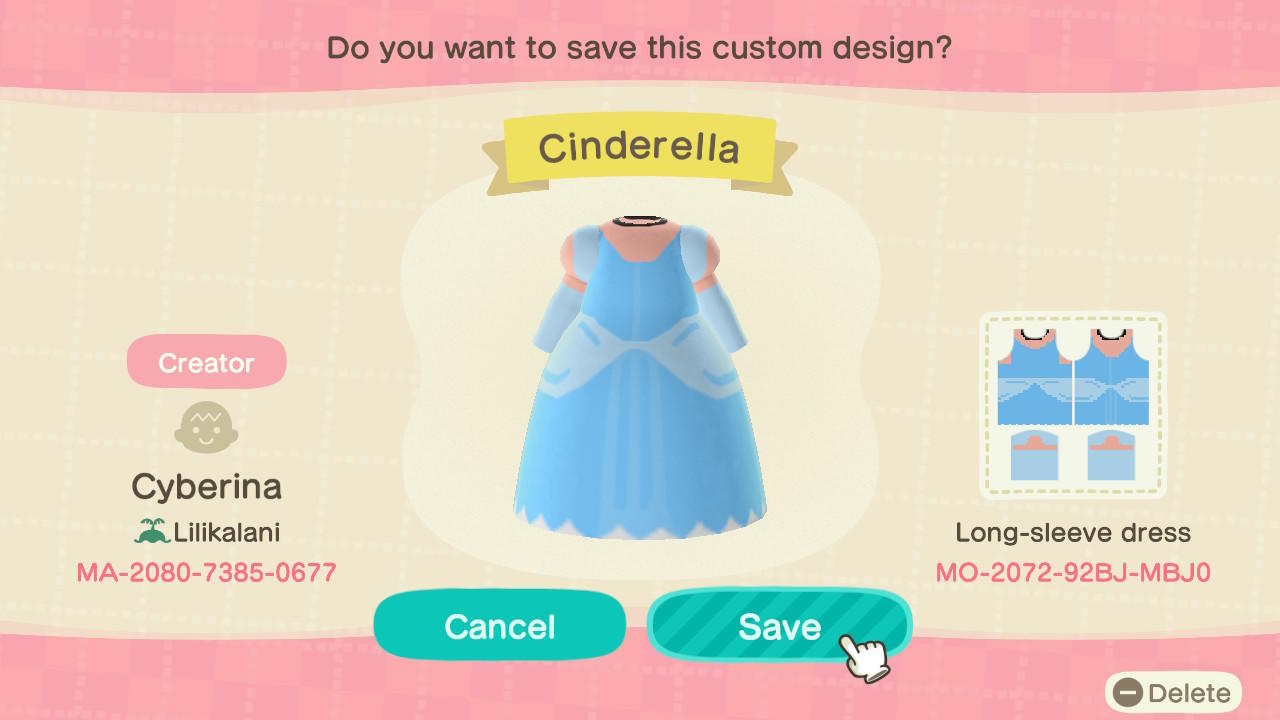 Do you want to save this custom design?
Cinderella
Creator
Cyberina
Lilikalani
MA-2080-7385-0677
Long-sleeve dress
MO-2072-92BJ-MBJ0
Cancel
Save
Delete